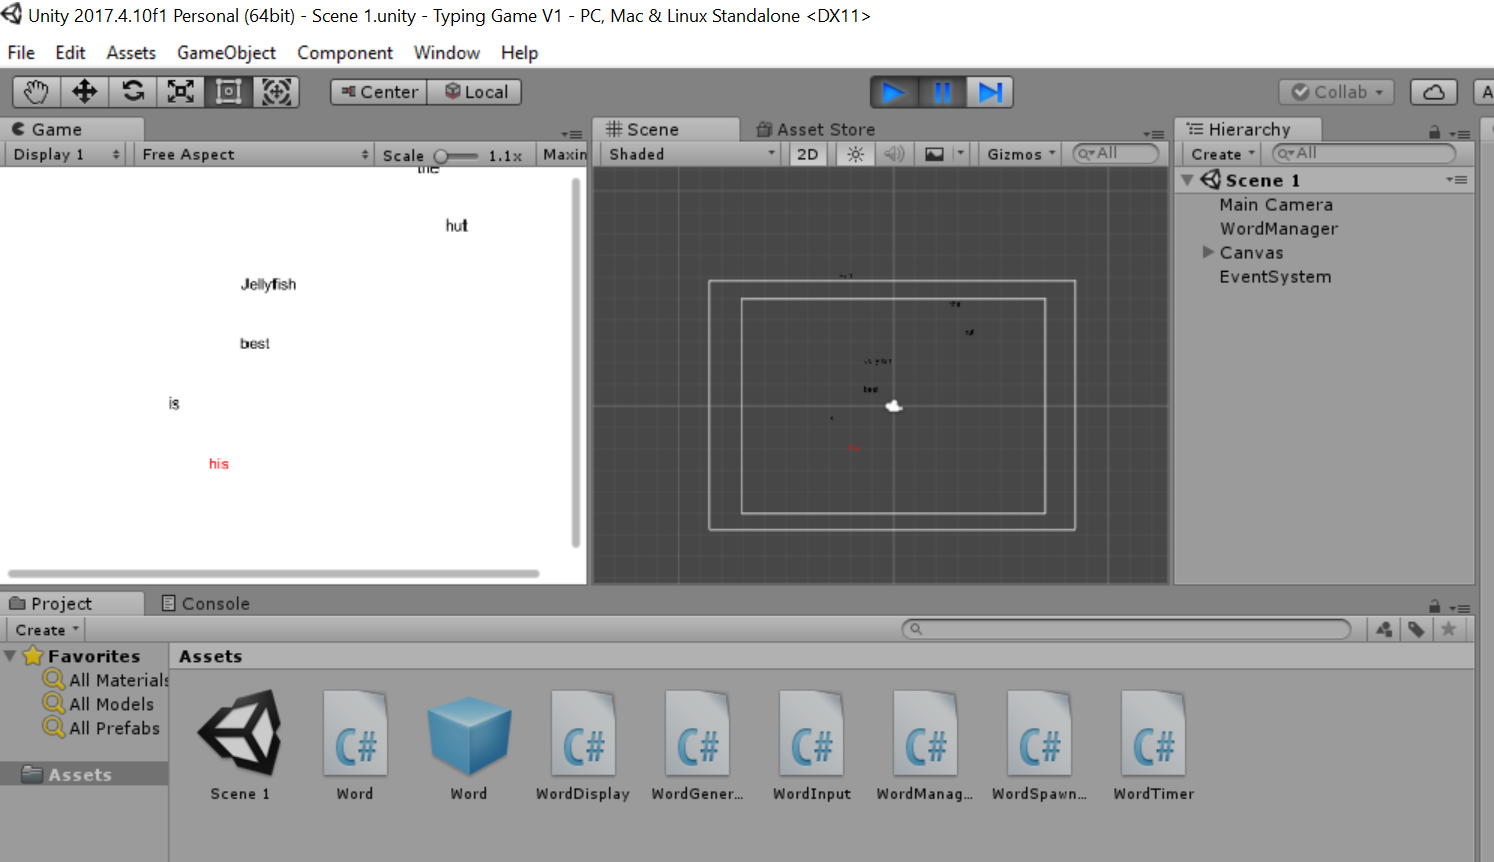 Unity 2017.4.10f1 Personal (64bit) - Scene 1.unity - Typing Game V1 - PC, Mac & Linux Standalone <DX11>
File Edit Assets GameObject Component Window Help
Center Local Collab
Game Scene Asset Store Hierarchy
Display 1 Free Aspect Scale 1.1x Maxin Shaded 2D Gizmos All Create All
the
hut
Jellyfish
best
is
his
Scene 1
Main Camera
WordManager
Canvas
EventSystem
Project Console
Create
Favorites
All Materials
All Models
All Prefabs
Assets
Assets
C# C# C# C# C# C# C#
Scene 1 Word Word WordDisplay WordGener... WordInput WordManag... WordSpawn... WordTimer